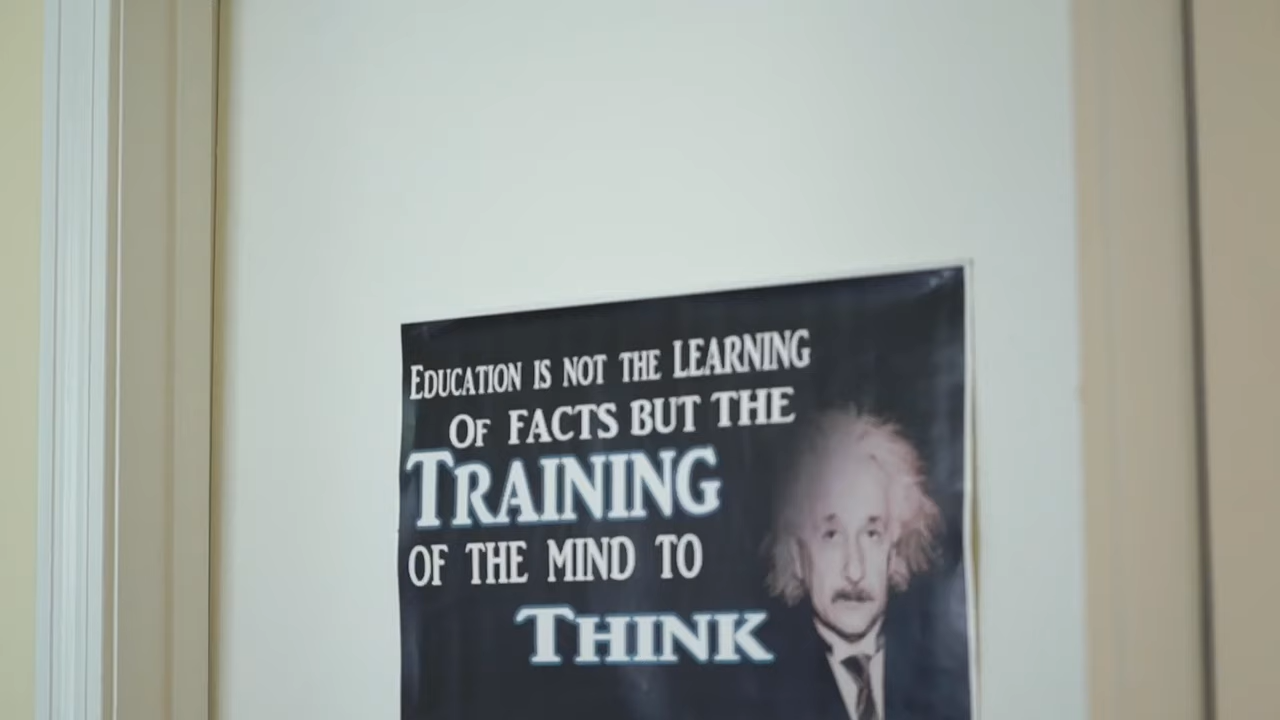 Education is not the LEARNING
Of FACTS BUT THE
TRAINING
OF THE MIND TO
THINK